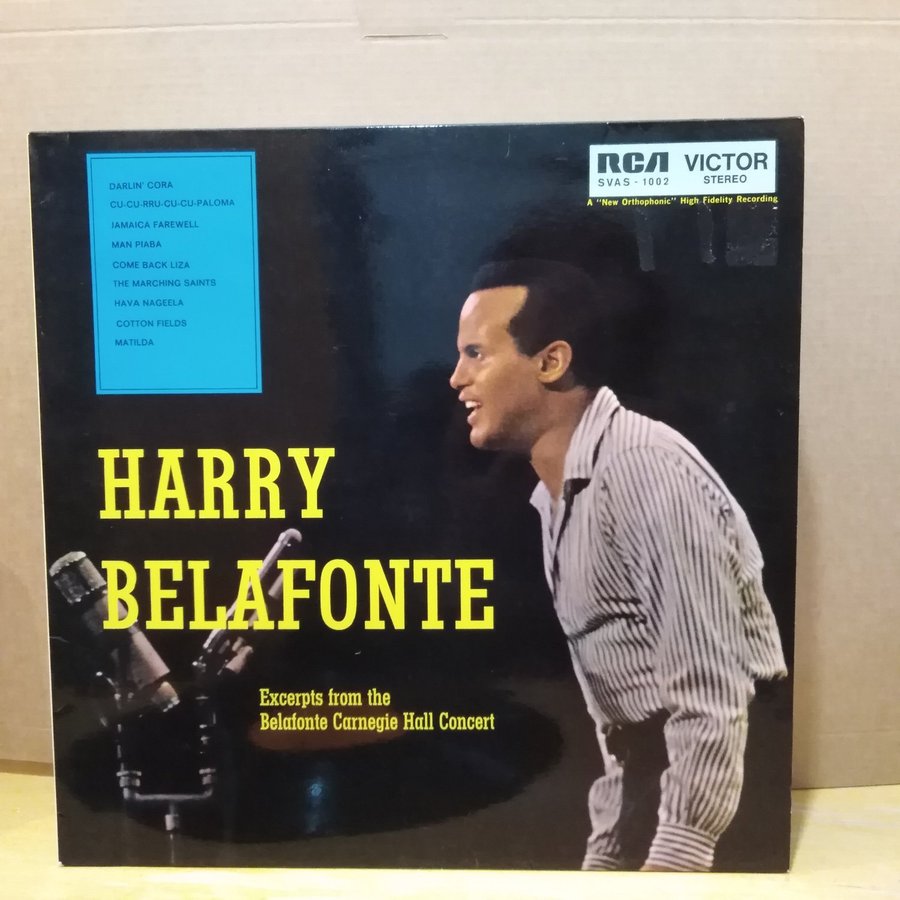 DARLIN' CORA
CU-CU-RRU-CU-CU-PALOMA
JAMAICA FAREWELL
MAN PIABA
COME BACK LIZA
THE MARCHING SAINTS
HAVA NAGEELA
COTTON FIELDS
MATILDA
RCA VICTOR
SVAS - 1002 STEREO
A "New Orthophonic" High Fidelity Recording
HARRY
BELAFONTE
Excerpts from the
Belafonte Carnegie Hall Concert